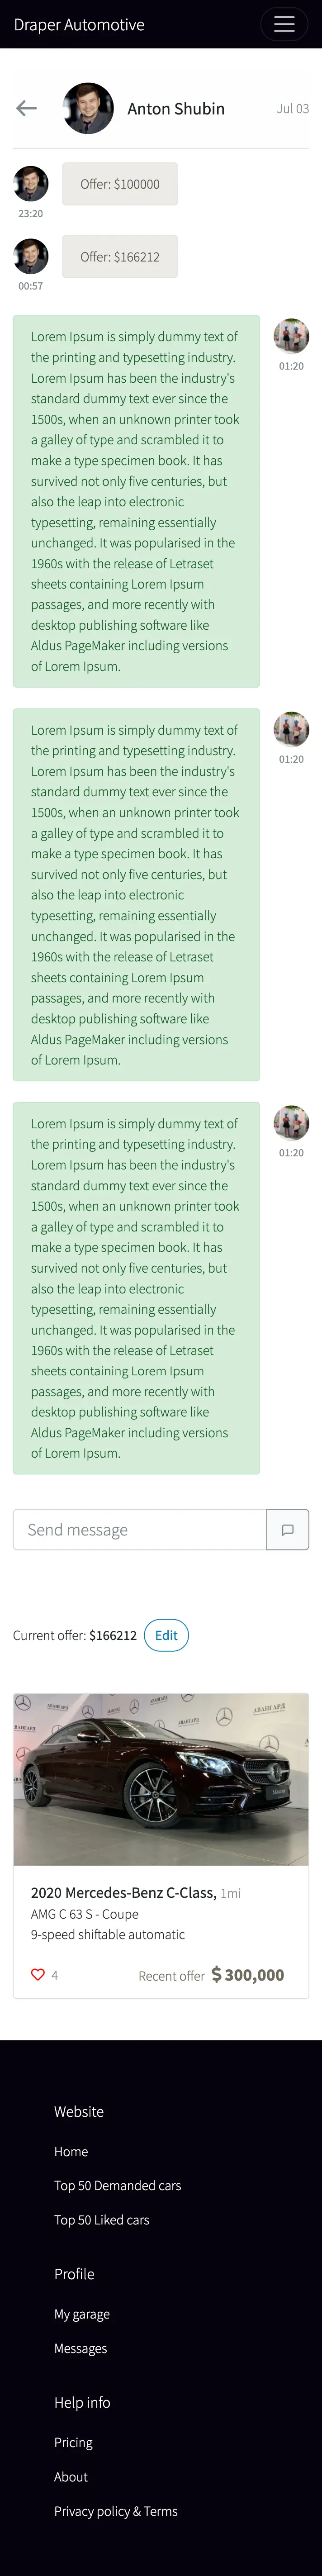 Draper Automotive
Anton Shubin
Jul 03
Offer: $100000
23:20
Offer: $166212
00:57
Lorem Ipsum is simply dummy text of
the printing and typesetting industry.
Lorem Ipsum has been the industry's
standard dummy text ever since the
1500s, when an unknown printer took
a galley of type and scrambled it to
make a type specimen book. It has
survived not only five centuries, but
also the leap into electronic
typesetting, remaining essentially
unchanged. It was popularised in the
1960s with the release of Letraset
sheets containing Lorem Ipsum
passages, and more recently with
desktop publishing software like
Aldus PageMaker including versions
of Lorem Ipsum.
01:20
Lorem Ipsum is simply dummy text of
the printing and typesetting industry.
Lorem Ipsum has been the industry's
standard dummy text ever since the
1500s, when an unknown printer took
a galley of type and scrambled it to
make a type specimen book. It has
survived not only five centuries, but
also the leap into electronic
typesetting, remaining essentially
unchanged. It was popularised in the
1960s with the release of Letraset
sheets containing Lorem Ipsum
passages, and more recently with
desktop publishing software like
Aldus PageMaker including versions
of Lorem Ipsum.
01:20
Lorem Ipsum is simply dummy text of
the printing and typesetting industry.
Lorem Ipsum has been the industry's
standard dummy text ever since the
1500s, when an unknown printer took
a galley of type and scrambled it to
make a type specimen book. It has
survived not only five centuries, but
also the leap into electronic
typesetting, remaining essentially
unchanged. It was popularised in the
1960s with the release of Letraset
sheets containing Lorem Ipsum
passages, and more recently with
desktop publishing software like
Aldus PageMaker including versions
of Lorem Ipsum.
01:20
Send message
Current offer: $166212 Edit
АВАНГАРД
АВАНГАРД
АВАНГАРД
2020 Mercedes-Benz C-Class, 1mi
AMG C 63 S - Coupe
9-speed shiftable automatic
4
Recent offer $ 300,000
Website
Home
Top 50 Demanded cars
Top 50 Liked cars
Profile
My garage
Messages
Help info
Pricing
About
Privacy policy & Terms